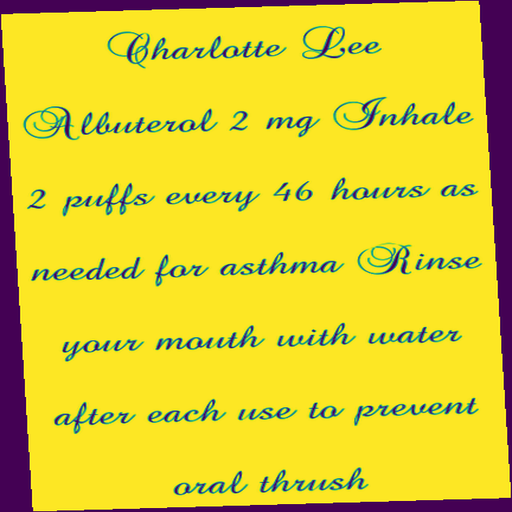 Charlotte Lee
Albuterol 2 mg Inhale
2 puffs every 46 hours as
needed for asthma Rinse
your mouth with water
after each use to prevent
oral thrush